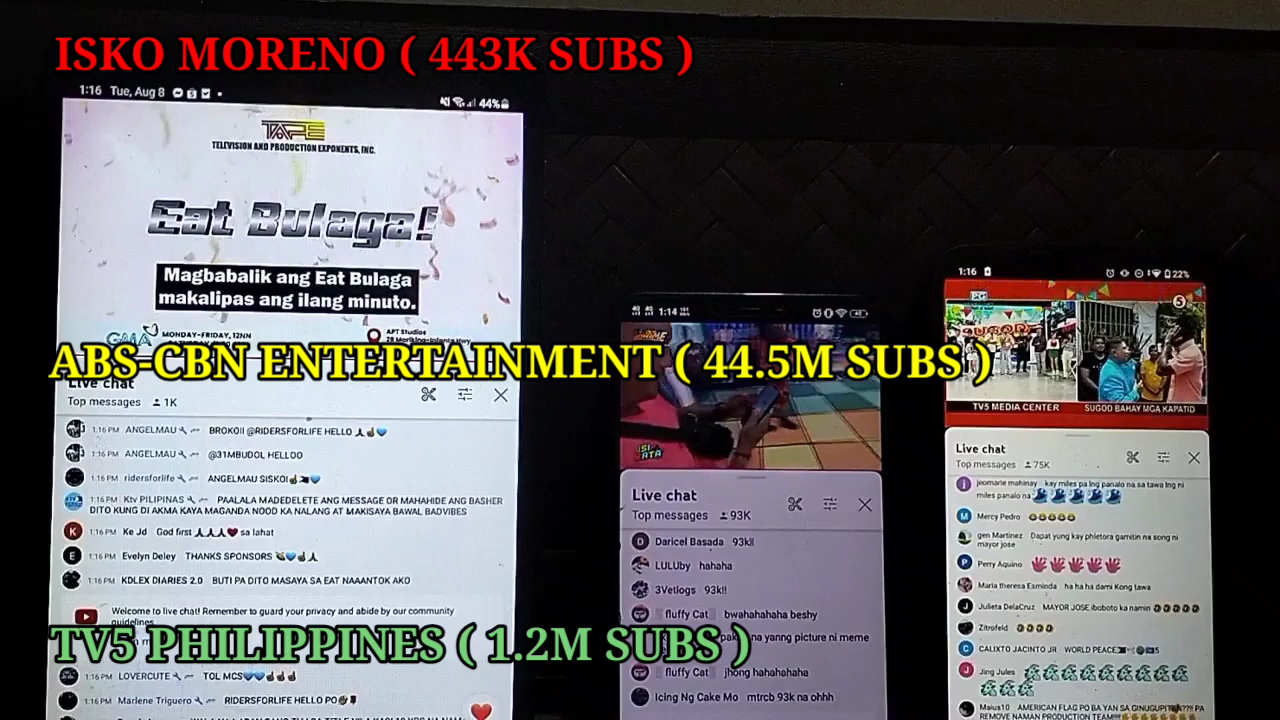 ISKO MORENO ( 443K SUBS )
1:16 Tue, Aug 8
44%
TAPE
TELEVISION AND PRODUCTION EXPONENTS, INC.
Eat Bulaga!
Magbabalik ang Eat Bulaga
makalipas ang ilang minuto.
MONDAY-FRIDAY, 12NN
APT Studios
ABS-CBN ENTERTAINMENT ( 44.5M SUBS )
Live chat
Top messages 1K
1:16 PM ANGELMAU BROKOII @RIDERSFORLIFE HELLO
1:16 PM ANGELMAU @31MBUDOL HELLOO
1:16 PM ridersforlife ANGELMAU SISKOI
1:16 PM Ktv PILIPINAS PAALALA MADEDELETE ANG MESSAGE OR MAHAHIDE ANG BASHER
DITO KUNG DI AKMA KAYA MAGANDA NOOD KA NALANG AT MAKISAYA BAWAL BADVIBES
1:16 PM Ke Jd God first 🙏🙏🙏❤️ sa lahat
1:16 PM Evelyn Deley THANKS SPONSORS
1:16 PM KDLEX DIARIES 2.0 BUTI PA DITO MASAYA SA EAT NAAANTOK AKO
Welcome to live chat! Remember to guard your privacy and abide by our community
guidelines.
TV5 PHILIPPINES ( 1.2M SUBS )
1:16 PM LOVERCUTE TOL MCS
1:16 PM Marlene Triguero RIDERSFORLIFE HELLO PO
1:14
Live chat
Top messages 93K
D Daricel Basada 93k!!
LULUby hahaha
3Vetlogs 93k!!
fluffy Cat bwahahahaha beshy
yanng picture ni meme
fluffy Cat jhong hahahaha
Icing Ng Cake Mo mtrcb 93k na ohhh
1:16
22%
5
TV5 MEDIA CENTER
SUGOD BAHAY MGA KAPATID
Live chat
Top messages 75K
j jeomarie mahinay kay miles pa lng panalo na.sa tawa lng ni
miles panalo na
M Mercy Pedro
gen Martinez Dapat yung kay phletora gamitin na song ni
mayor jose
P Perry Aquino
Maria theresa Esminda ha ha ha dami Kong tawa
Julieta DelaCruz MAYOR JOSE iboboto ka namin
Zitrofeld
C CALIXTO JACINTO JR WORLD PEACE
J Jing Jules
Maius10 AMERICAN FLAG PO BA YAN SA GINUGUPIT
REMOVE NAMAN PRODUCTION TEAM